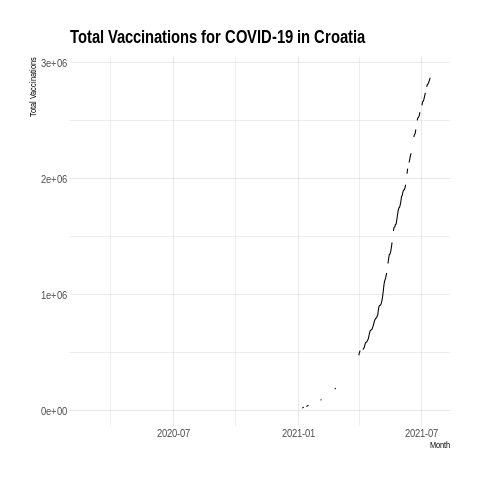 Total Vaccinations for COVID-19 in Croatia
Total Vaccinations
3e+06
2e+06
1e+06
0e+00
2020-07
2021-01
2021-07
Month